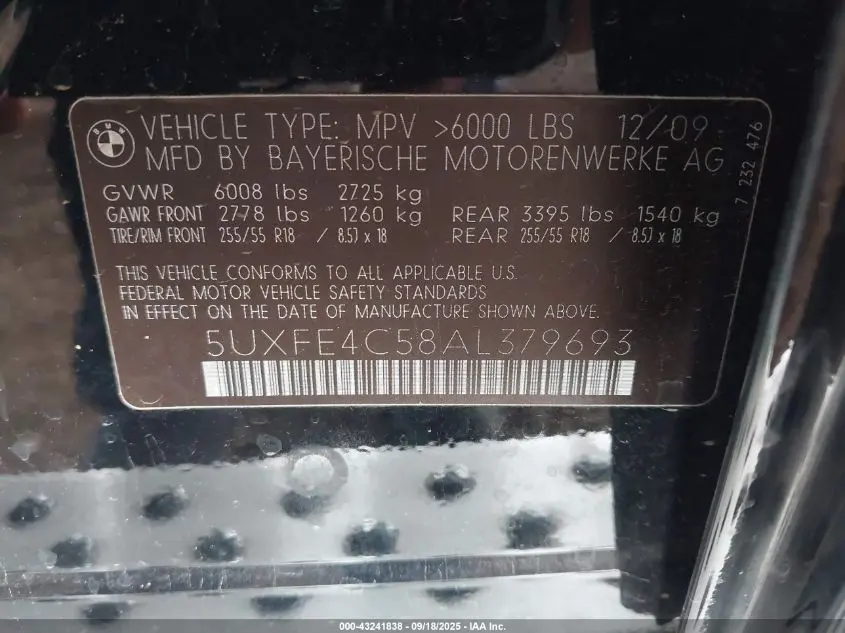 BMW
VEHICLE TYPE: MPV >6000 LBS 12/09
MFD BY BAYERISCHE MOTORENWERKE AG
GVWR 6008 lbs 2725 kg
GAWR FRONT 2778 lbs 1260 kg REAR 3395 lbs 1540 kg
TIRE/RIM FRONT 255/55 R18 / 8.5J x 18 REAR 255/55 R18 / 8.5J x 18
7 232 476
THIS VEHICLE CONFORMS TO ALL APPLICABLE U.S.
FEDERAL MOTOR VEHICLE SAFETY STANDARDS
IN EFFECT ON THE DATE OF MANUFACTURE SHOWN ABOVE.
5UXFE4C58AL379693
000-43241838 - 09/18/2025 - IAA Inc.